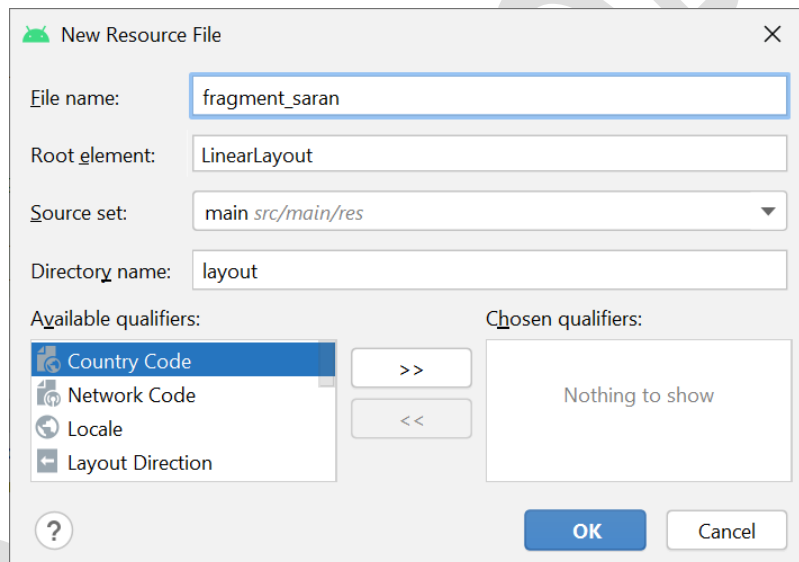 New Resource File
File name: fragment_saran
Root element: LinearLayout
Source set: main src/main/res
Directory name: layout
Available qualifiers: Chosen qualifiers:
Country Code
>>
Network Code
Nothing to show
<<
Locale
Layout Direction
?
OK Cancel